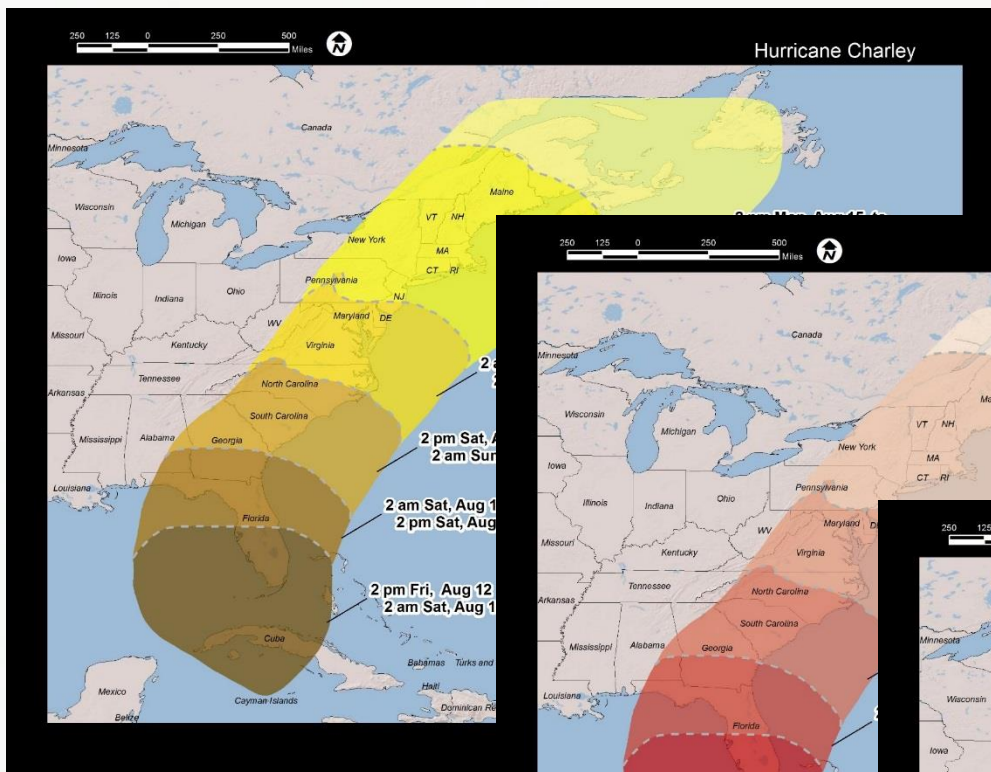 250 125 0 250 500
Miles
N
Hurricane Charley
Canada
Minnesota
Maine
Wisconsin
Michigan
VT NH
New York
MA
CT RI
Iowa
Pennsylvania
NJ
Illinois
Indiana
Ohio
Maryland
DE
WV
Virginia
Missouri
Kentucky
Tennessee
North Carolina
Arkansas
South Carolina
Mississippi
Alabama
Georgia
Louisiana
Florida
2 pm Sat,
2 am Sun
2 am Sat, Aug 1
2 pm Sat, Aug
2 pm Fri, Aug 12
2 am Sat, Aug 1
Cuba
Bahamas
Turks and
Haiti
Dominican Re
Cayman Islands
Mexico
Belize
250 125 0 250 500
Miles
N
Canada
Minnesota
Wisconsin
Michigan
VT NH
New York
MA
CT RI
Iowa
Pennsylvania
Illinois
Indiana
Ohio
Maryland
WV
Virginia
Missouri
Kentucky
Tennessee
North Carolina
Arkansas
South Carolina
Mississippi
Alabama
Georgia
Louisiana
Florida
250 125
Minnesota
Wisconsin
Iowa